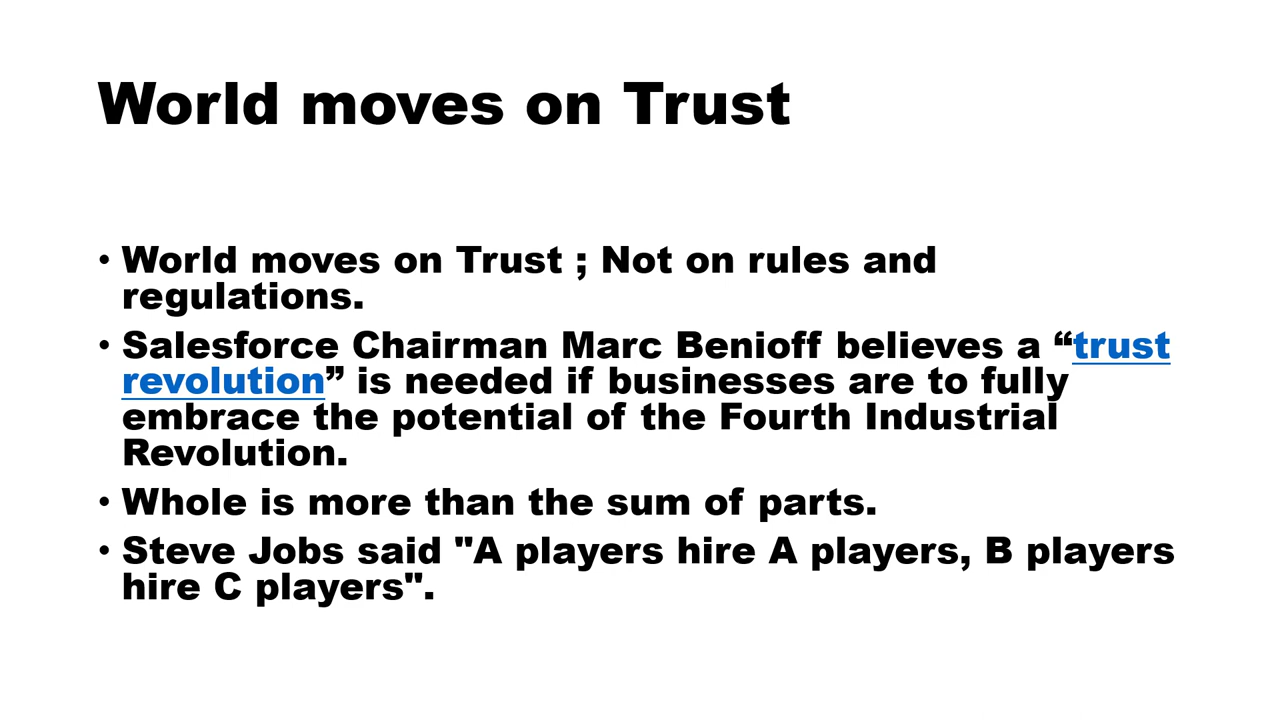 World moves on Trust
• World moves on Trust ; Not on rules and
regulations.
• Salesforce Chairman Marc Benioff believes a “trust
revolution” is needed if businesses are to fully
embrace the potential of the Fourth Industrial
Revolution.
• Whole is more than the sum of parts.
• Steve Jobs said "A players hire A players, B players
hire C players".